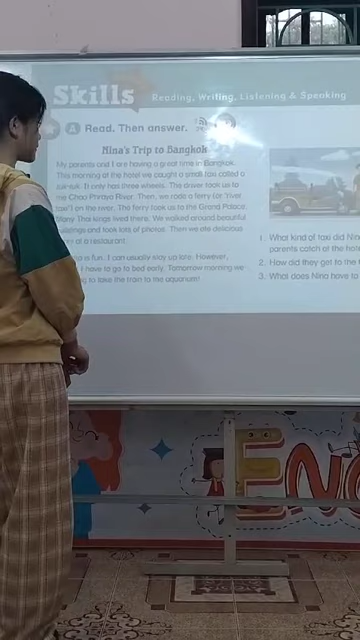 Skills Reading, Writing, Listening & Speaking
A Read. Then answer.
Nina's Trip to Bangkok
My parents and I are having a great time in Bangkok.
This morning at the hotel we caught a small taxi called a
tuk-tuk. It only has three wheels. The driver took us to
the Chao Phraya River. Then, we rode a ferry (or "river
taxi") on the river. The ferry took us to the Grand Palace.
Many Thai kings lived there. We walked around beautiful
buildings and took lots of photos. Then we ate delicious
at a restaurant.
is fun. I can usually stay up late. However,
I have to go to bed early. Tomorrow morning we
to take the train to the aquarium!
1. What kind of taxi did Nina
parents catch at the hotel
2. How did they get to the
3. What does Nina have to
ENG